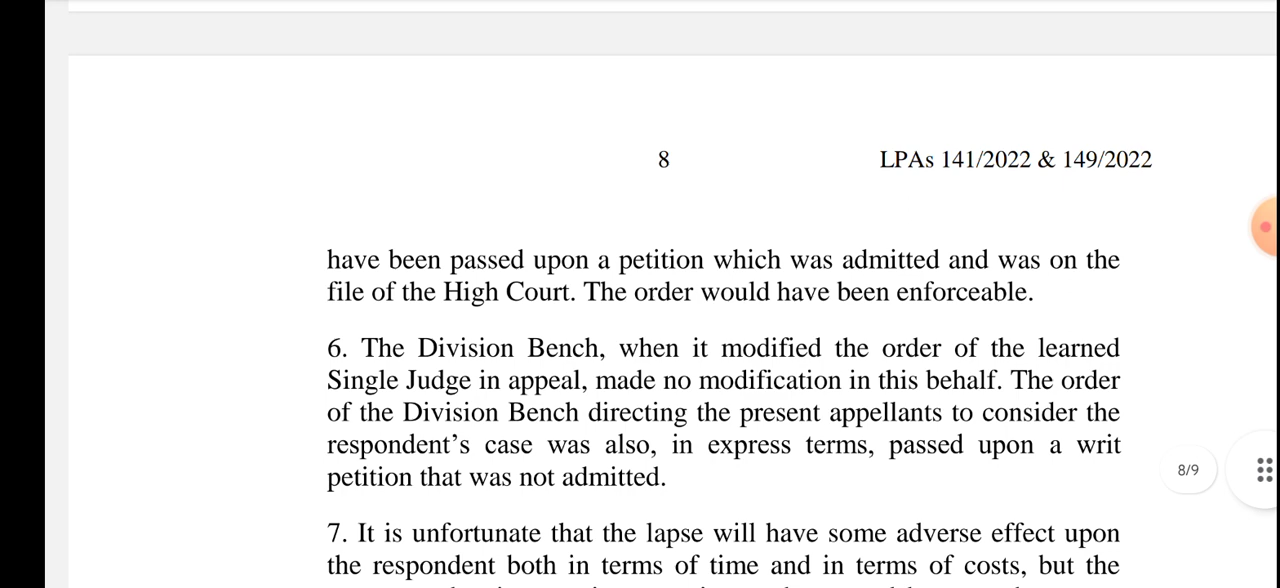 8
LPAs 141/2022 & 149/2022
have been passed upon a petition which was admitted and was on the
file of the High Court. The order would have been enforceable.
6. The Division Bench, when it modified the order of the learned
Single Judge in appeal, made no modification in this behalf. The order
of the Division Bench directing the present appellants to consider the
respondent’s case was also, in express terms, passed upon a writ
petition that was not admitted.
8/9
7. It is unfortunate that the lapse will have some adverse effect upon
the respondent both in terms of time and in terms of costs, but the